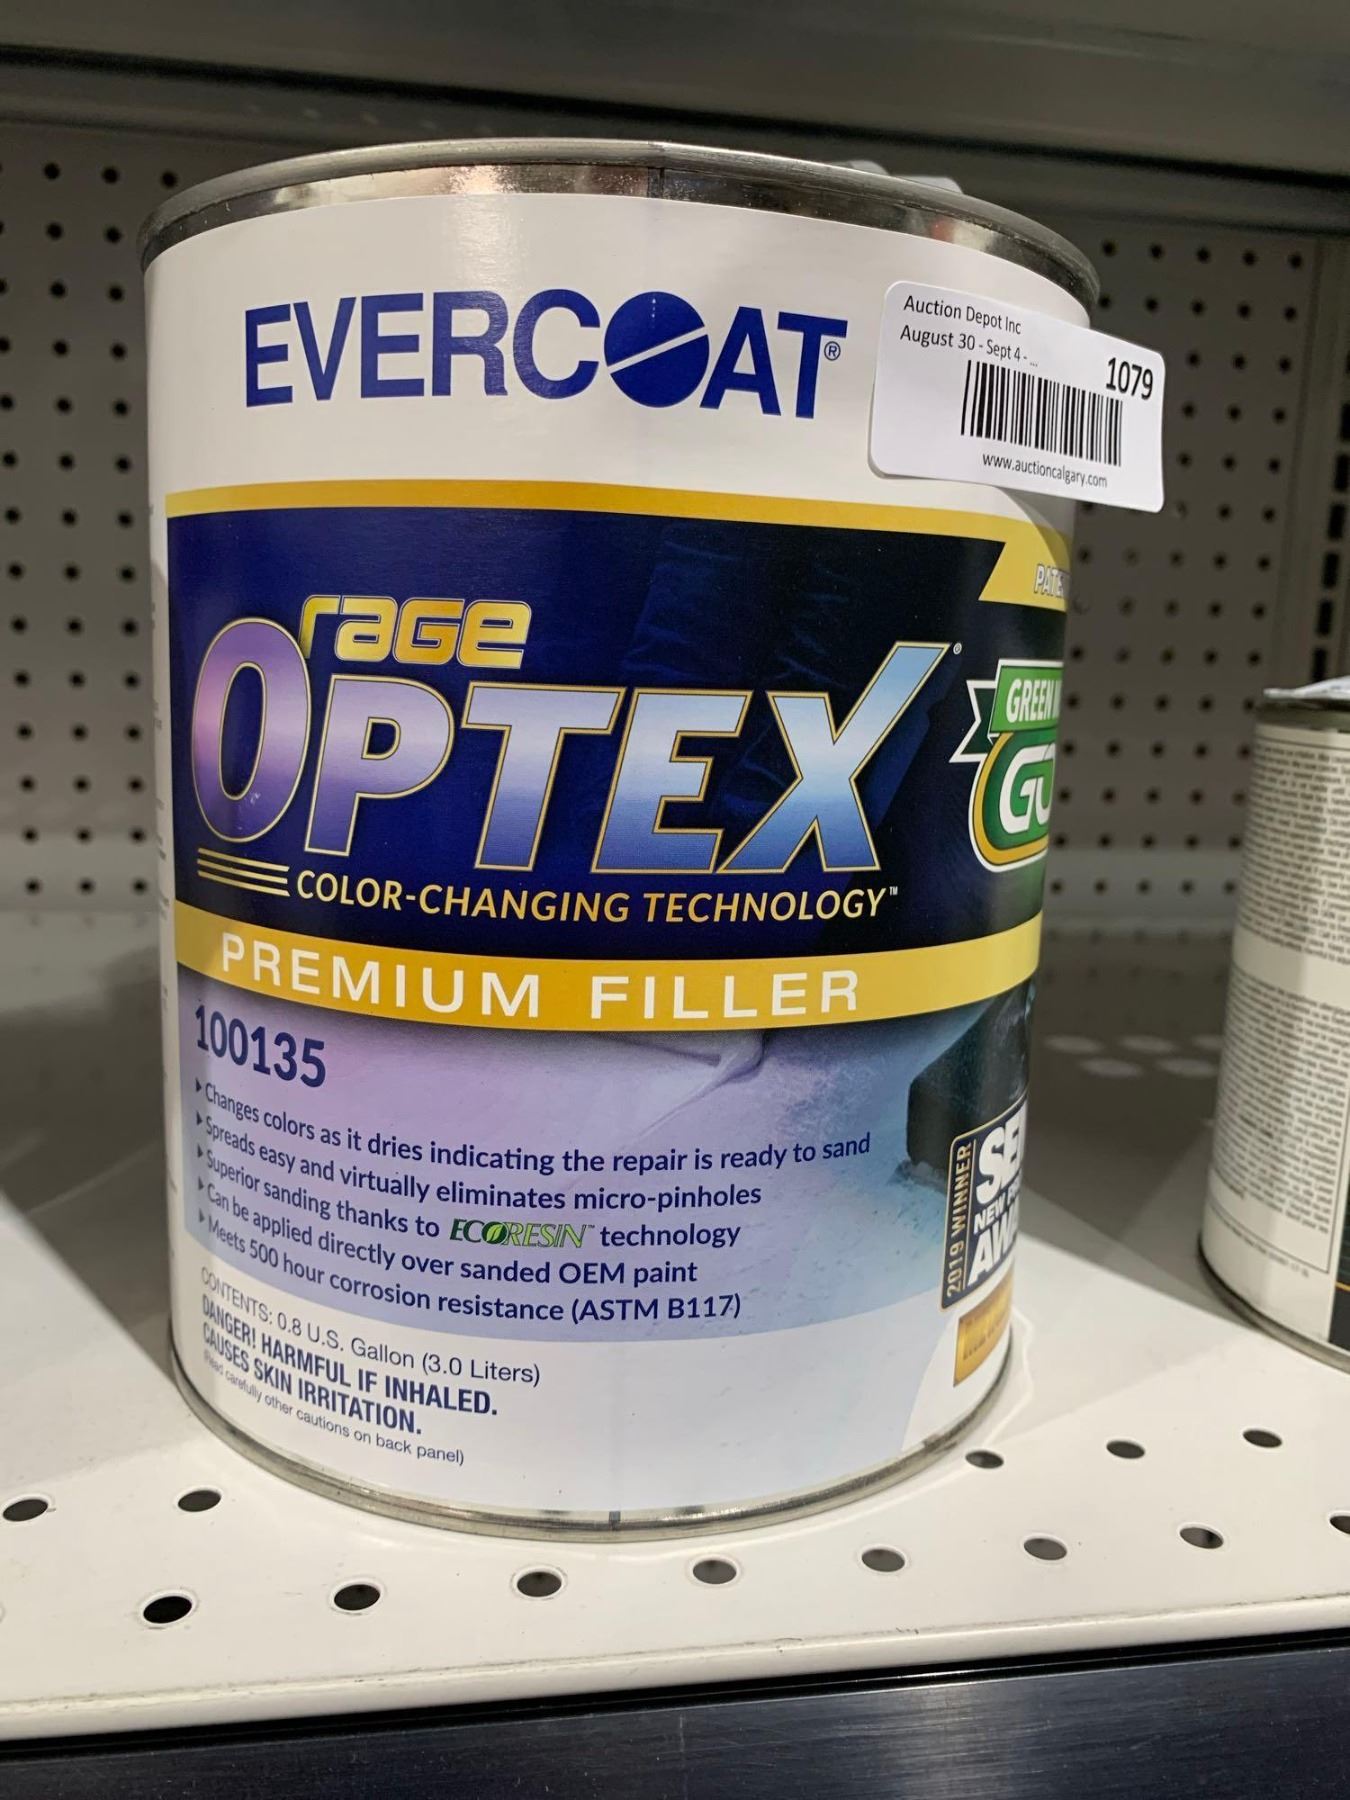 EVERCOAT®
Auction Depot Inc
August 30 - Sept 4 - ...
1079
www.auctioncalgary.com
rage
OPTEX®
COLOR-CHANGING TECHNOLOGY™
GREEN
PREMIUM FILLER
100135
▸ Changes colors as it dries indicating the repair is ready to sand
▸ Spreads easy and virtually eliminates micro-pinholes
▸ Superior sanding thanks to ECORESIN™ technology
▸ Can be applied directly over sanded OEM paint
▸ Meets 500 hour corrosion resistance (ASTM B117)
2019 WINNER
NEW
CONTENTS: 0.8 U.S. Gallon (3.0 Liters)
DANGER! HARMFUL IF INHALED.
CAUSES SKIN IRRITATION.
(Read carefully other cautions on back panel)